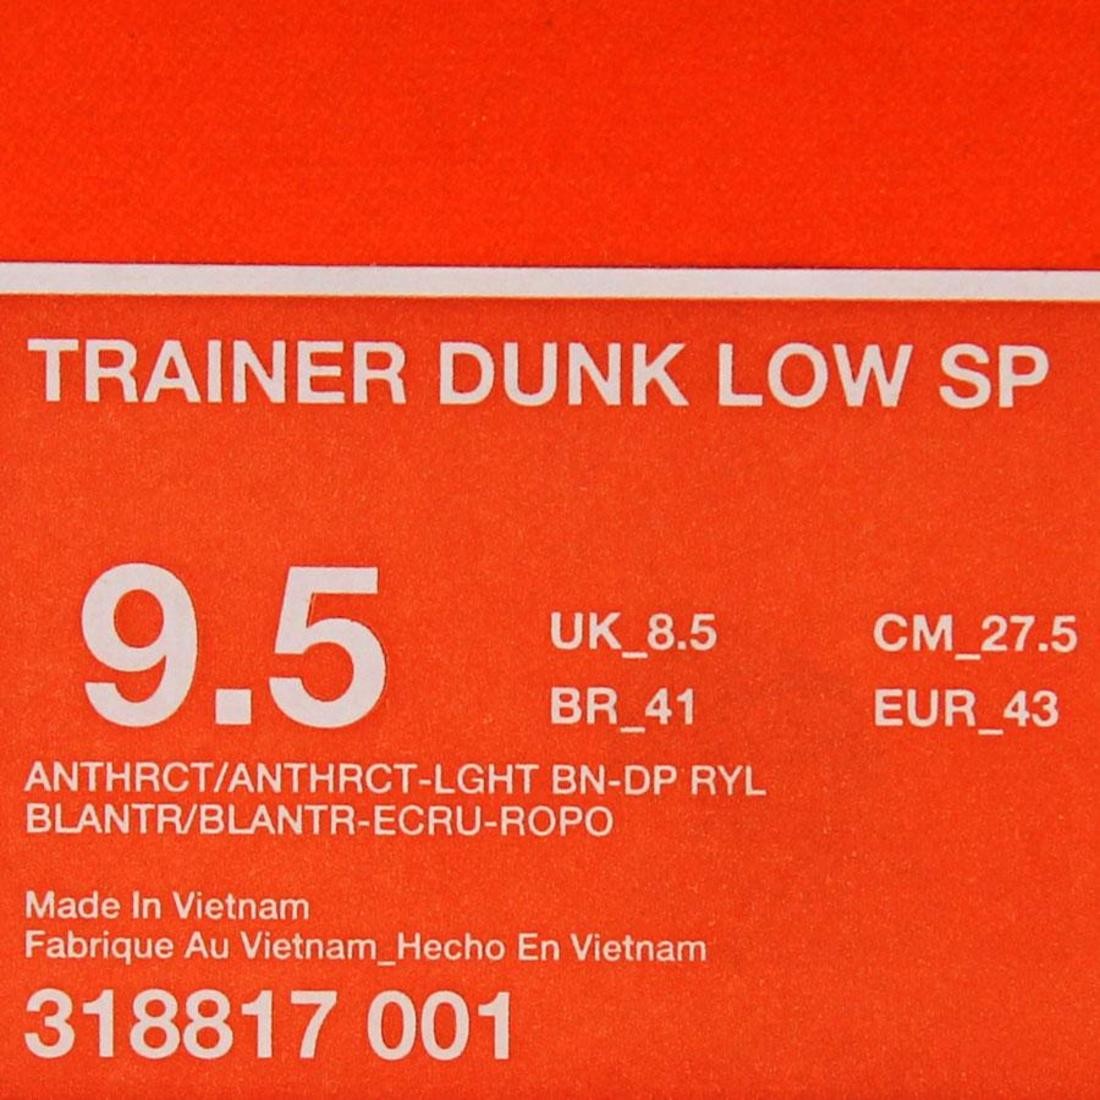 TRAINER DUNK LOW SP
9.5
UK_8.5 CM_27.5
BR_41 EUR_43
ANTHRCT/ANTHRCT-LGHT BN-DP RYL
BLANTR/BLANTR-ECRU-ROPO
Made In Vietnam
Fabrique Au Vietnam_Hecho En Vietnam
318817 001